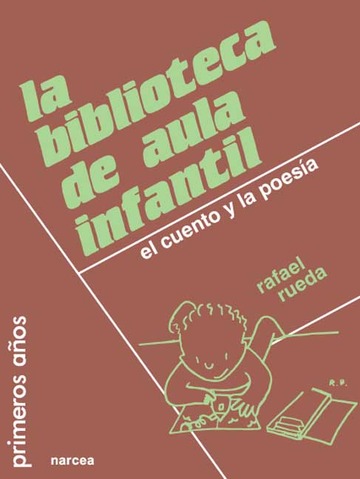 la
biblioteca
de aula
infantil
el cuento y la poesía
rafael
rueda
R.R.
primeros años
narcea